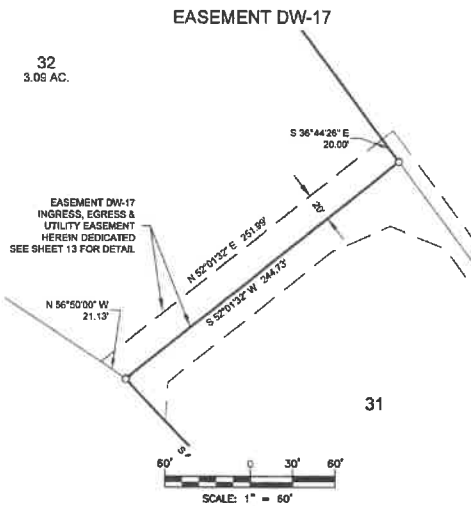 EASEMENT DW-17
32
3.09 AC.
S 36°44'26" E
20.00'
EASEMENT DW-17
INGRESS, EGRESS &
UTILITY EASEMENT
HEREIN DEDICATED
SEE SHEET 13 FOR DETAIL
20'
N 52°01'32" E 251.99'
S 52°01'32" W 244.73'
N 56°50'00" W
21.13'
31
60' 0 30' 60'
SCALE: 1" = 60'